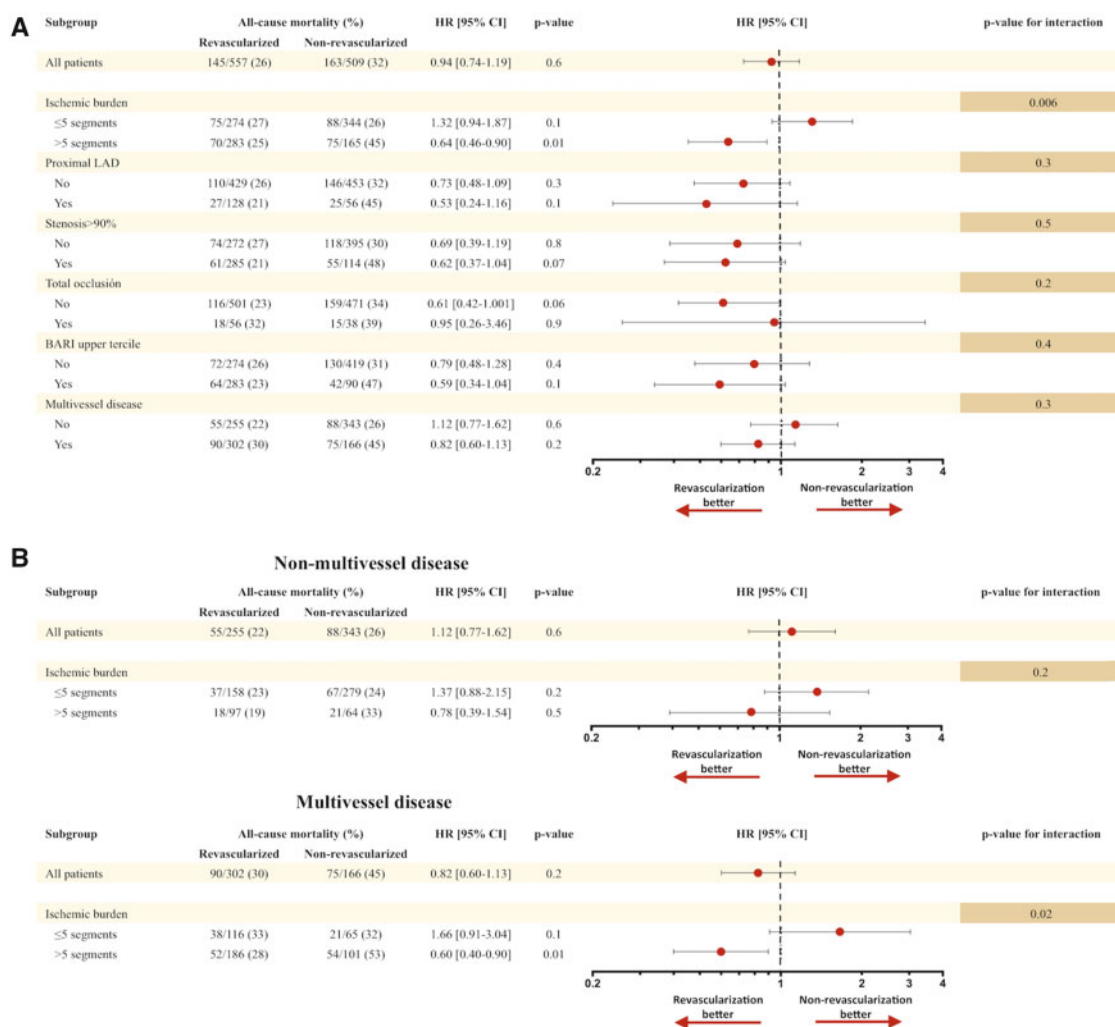 A
Subgroup All-cause mortality (%) HR [95% CI] p-value HR [95% CI] p-value for interaction
Revascularized Non-revascularized
All patients 145/557 (26) 163/509 (32) 0.94 [0.74-1.19] 0.6
Ischemic burden 0.006
≤5 segments 75/274 (27) 88/344 (26) 1.32 [0.94-1.87] 0.1
>5 segments 70/283 (25) 75/165 (45) 0.64 [0.46-0.90] 0.01
Proximal LAD 0.3
No 110/429 (26) 146/453 (32) 0.73 [0.48-1.09] 0.3
Yes 27/128 (21) 25/56 (45) 0.53 [0.24-1.16] 0.1
Stenosis>90% 0.5
No 74/272 (27) 118/395 (30) 0.69 [0.39-1.19] 0.8
Yes 61/285 (21) 55/114 (48) 0.62 [0.37-1.04] 0.07
Total occlusión 0.2
No 116/501 (23) 159/471 (34) 0.61 [0.42-1.001] 0.06
Yes 18/56 (32) 15/38 (39) 0.95 [0.26-3.46] 0.9
BARI upper tercile 0.4
No 72/274 (26) 130/419 (31) 0.79 [0.48-1.28] 0.4
Yes 64/283 (23) 42/90 (47) 0.59 [0.34-1.04] 0.1
Multivessel disease 0.3
No 55/255 (22) 88/343 (26) 1.12 [0.77-1.62] 0.6
Yes 90/302 (30) 75/166 (45) 0.82 [0.60-1.13] 0.2
0.2 1 2 3 4
Revascularization Non-revascularization
better better
B
Non-multivessel disease
Subgroup All-cause mortality (%) HR [95% CI] p-value HR [95% CI] p-value for interaction
Revascularized Non-revascularized
All patients 55/255 (22) 88/343 (26) 1.12 [0.77-1.62] 0.6
Ischemic burden 0.2
≤5 segments 37/158 (23) 67/279 (24) 1.37 [0.88-2.15] 0.2
>5 segments 18/97 (19) 21/64 (33) 0.78 [0.39-1.54] 0.5
0.2 1 2 3 4
Revascularization Non-revascularization
better better
Multivessel disease
Subgroup All-cause mortality (%) HR [95% CI] p-value HR [95% CI] p-value for interaction
Revascularized Non-revascularized
All patients 90/302 (30) 75/166 (45) 0.82 [0.60-1.13] 0.2
Ischemic burden 0.02
≤5 segments 38/116 (33) 21/65 (32) 1.66 [0.91-3.04] 0.1
>5 segments 52/186 (28) 54/101 (53) 0.60 [0.40-0.90] 0.01
0.2 1 2 3 4
Revascularization Non-revascularization
better better